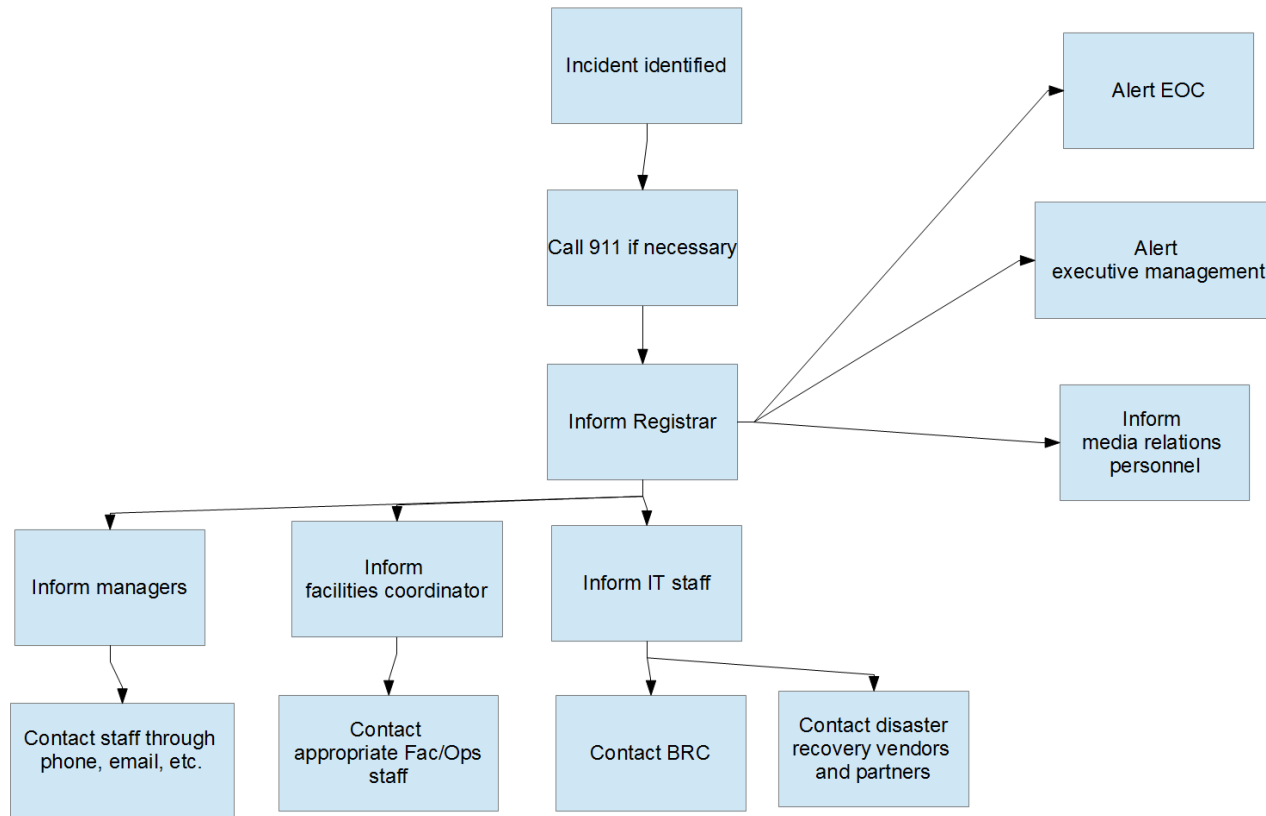 Incident identified
Alert EOC
Call 911 if necessary
Alert
executive management
Inform Registrar
Inform
media relations
personnel
Inform managers
Inform
facilities coordinator
Inform IT staff
Contact staff through
phone, email, etc.
Contact
appropriate Fac/Ops
staff
Contact BRC
Contact disaster
recovery vendors
and partners